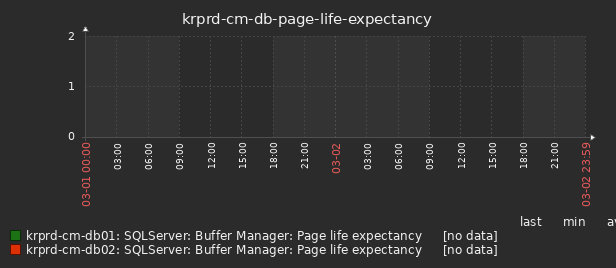 krprd-cm-db-page-life-expectancy
2
1
0
03-01 00:00 03:00 06:00 09:00 12:00 15:00 18:00 21:00 03-02 03:00 06:00 09:00 12:00 15:00 18:00 21:00 03-02 23:59
last min av
krprd-cm-db01: SQLServer: Buffer Manager: Page life expectancy [no data]
krprd-cm-db02: SQLServer: Buffer Manager: Page life expectancy [no data]